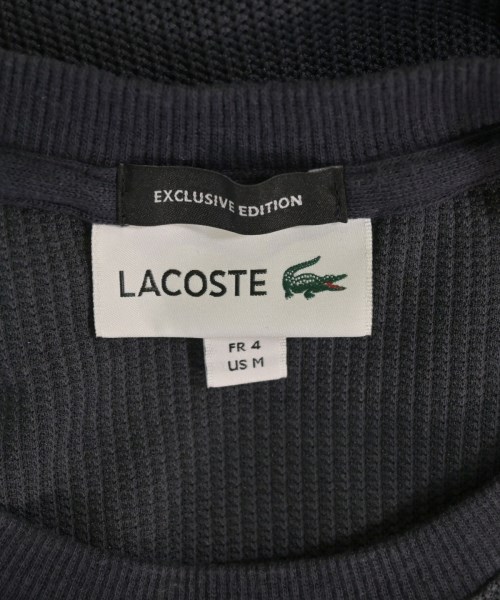 EXCLUSIVE EDITION
LACOSTE
FR 4
US M